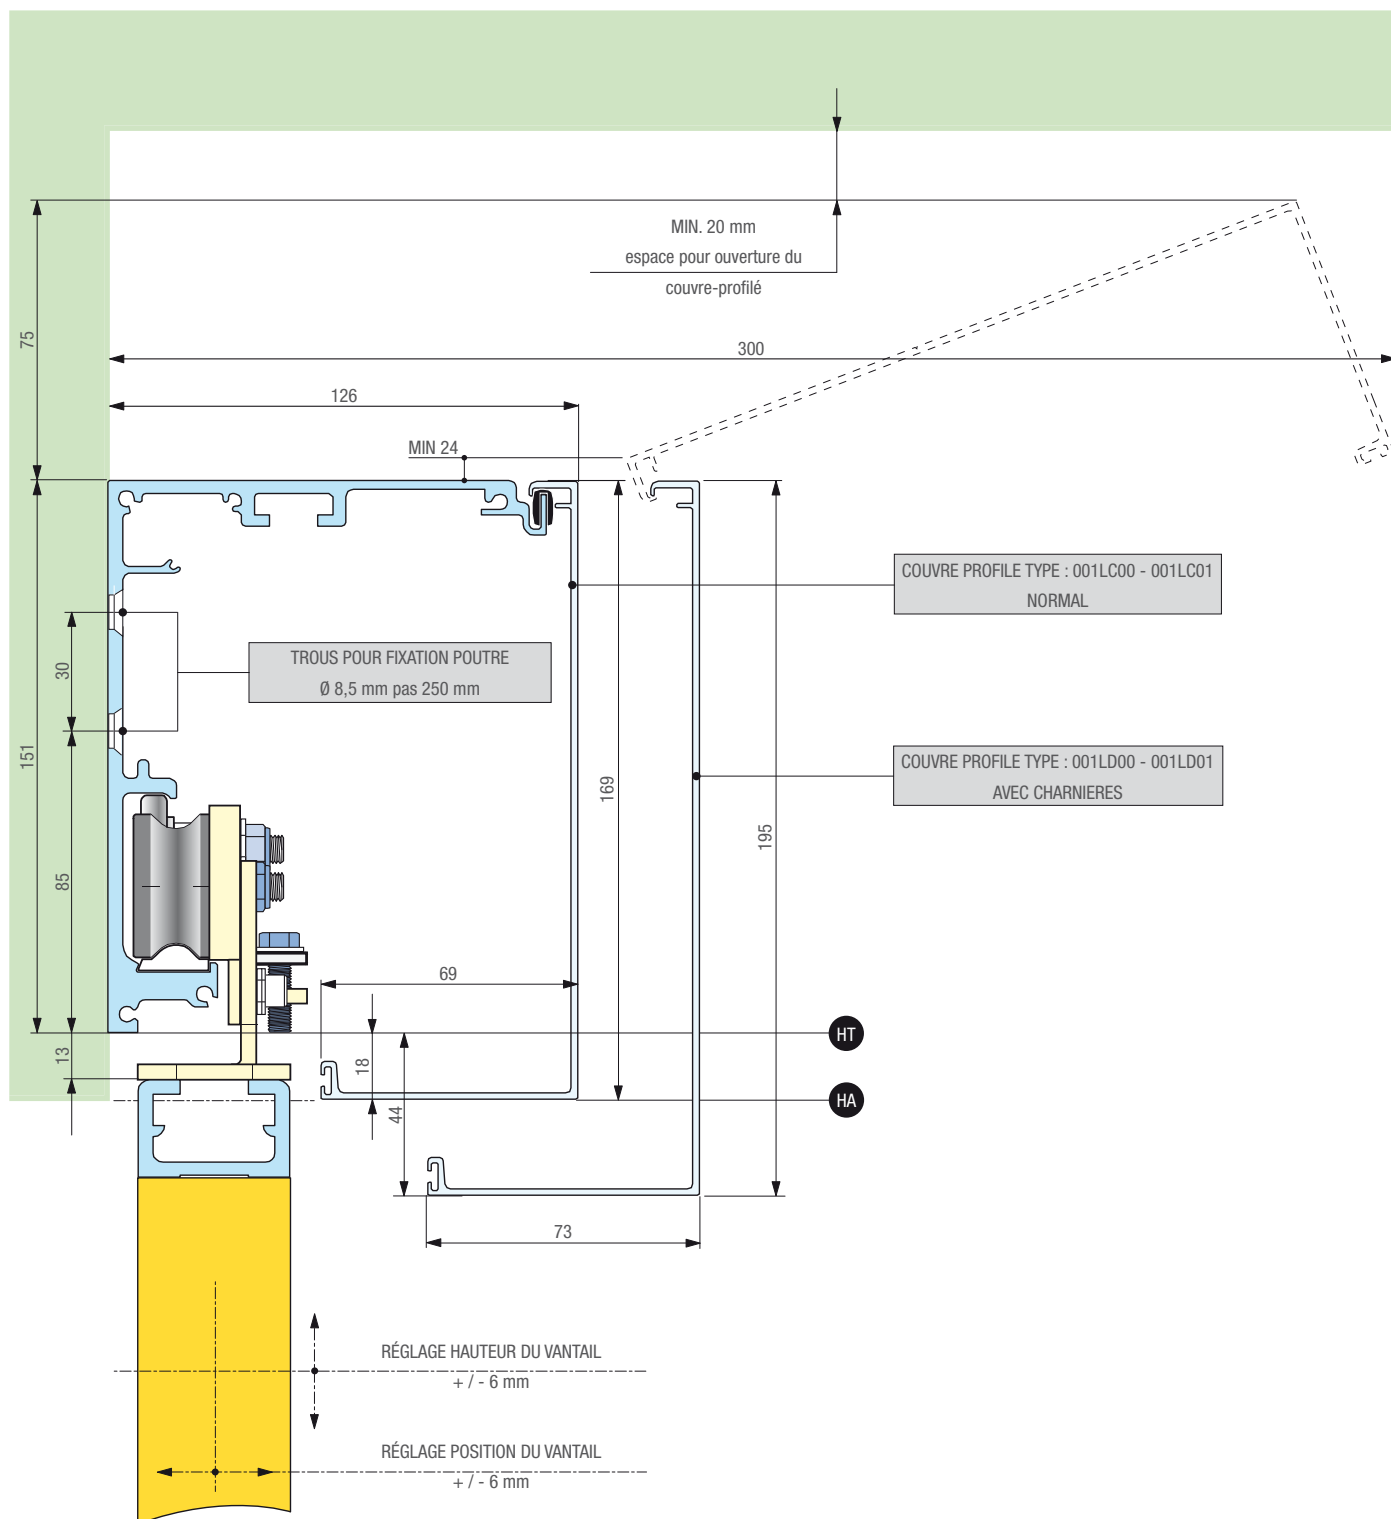 MIN. 20 mm
espace pour ouverture du
couvre-profilé
75
300
126
MIN 24
COUVRE PROFILE TYPE : 001LC00 - 001LC01
NORMAL
TROUS POUR FIXATION POUTRE
Ø 8,5 mm pas 250 mm
30
151
COUVRE PROFILE TYPE : 001LD00 - 001LD01
AVEC CHARNIERES
169
195
85
69
HT
13
18
HA
44
73
RÉGLAGE HAUTEUR DU VANTAIL
+ / - 6 mm
RÉGLAGE POSITION DU VANTAIL
+ / - 6 mm